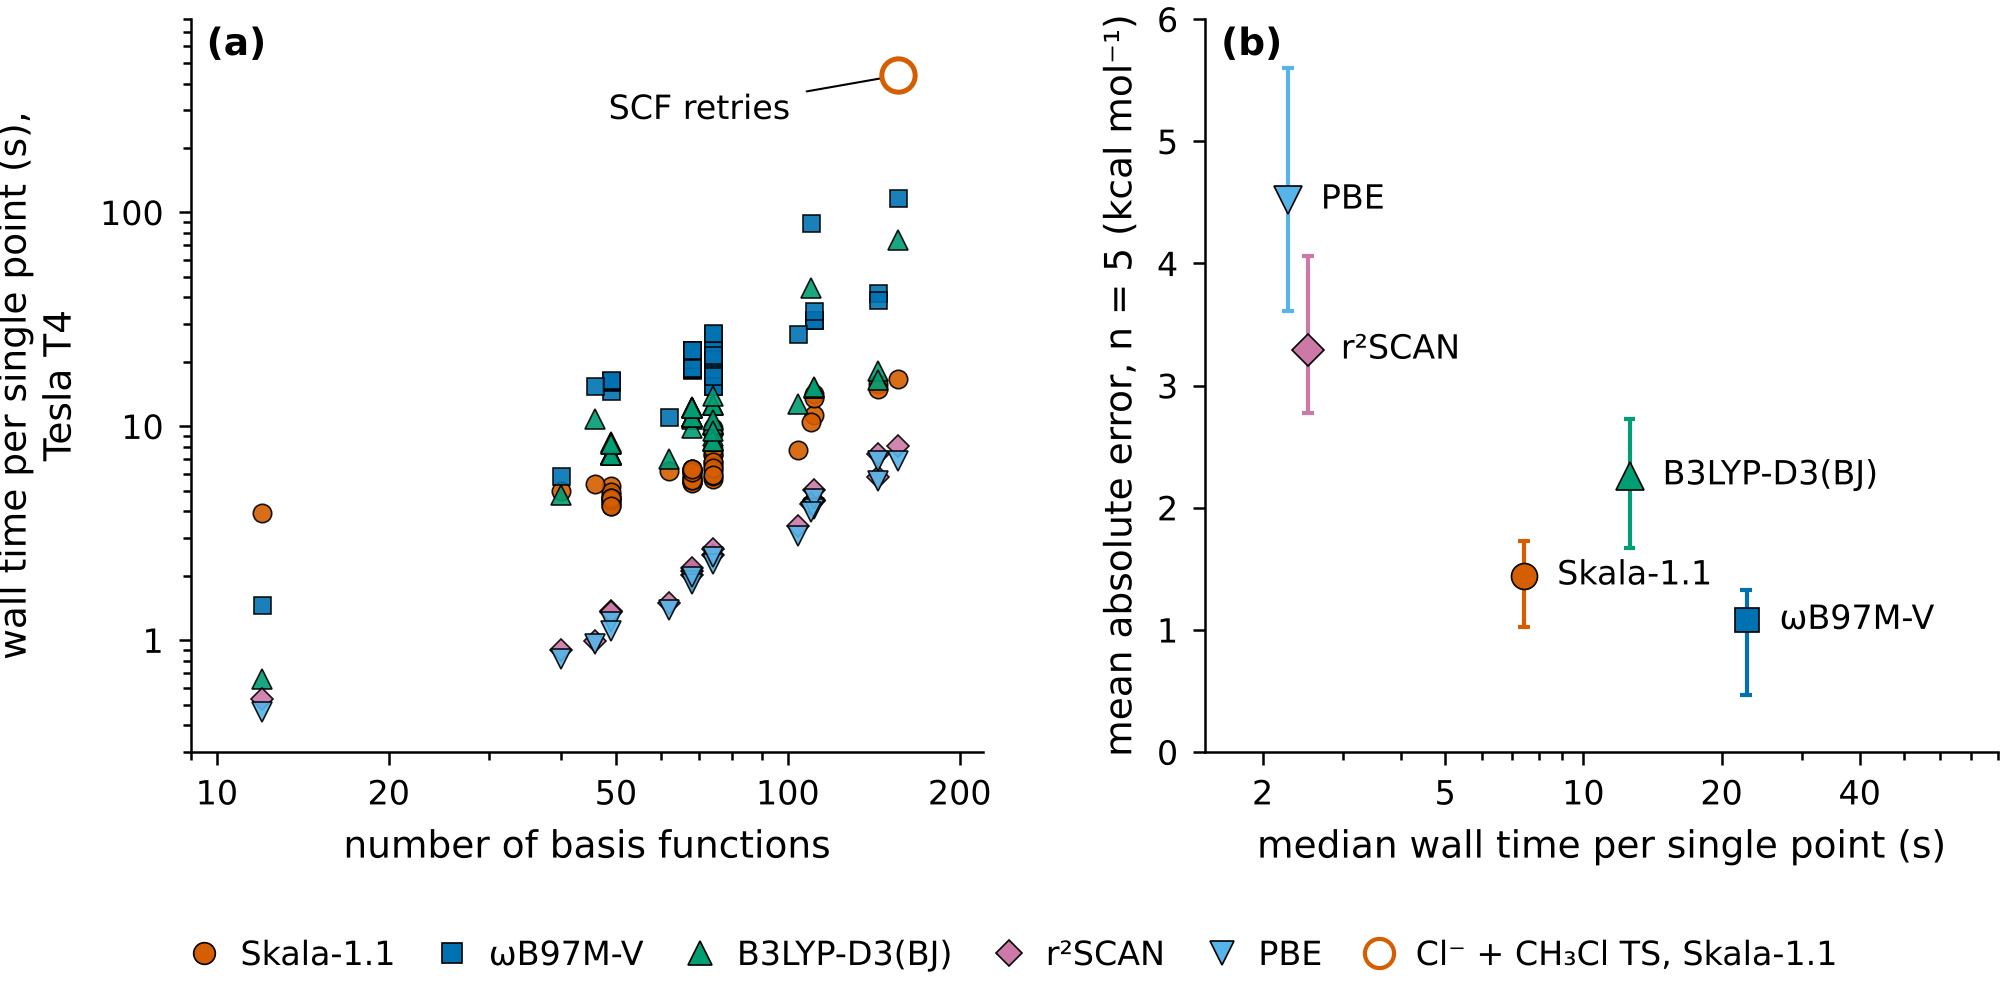 (a)
SCF retries
wall time per single point (s),
Tesla T4
100
10
1
10
20
50
100
200
number of basis functions
(b)
mean absolute error, n = 5 (kcal mol⁻¹)
6
5
4
3
2
1
0
PBE
r²SCAN
B3LYP-D3(BJ)
Skala-1.1
ωB97M-V
2
5
10
20
40
median wall time per single point (s)
Skala-1.1
ωB97M-V
B3LYP-D3(BJ)
r²SCAN
PBE
Cl⁻ + CH₃Cl TS, Skala-1.1